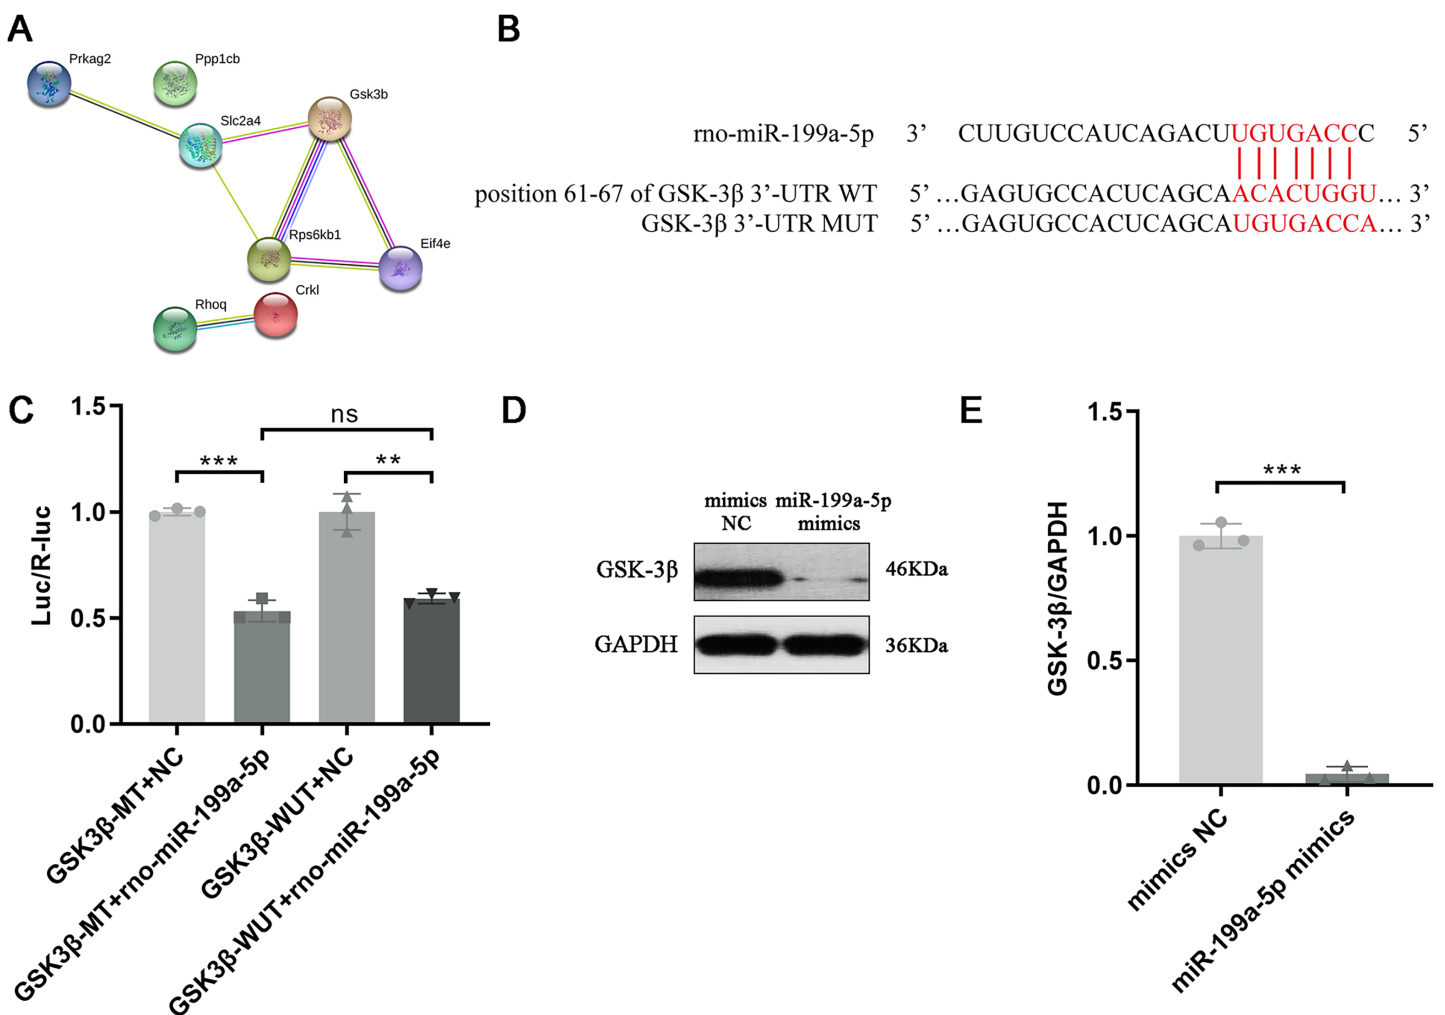 A
Prkag2
Ppp1cb
Slc2a4
Gsk3b
Rps6kb1
Eif4e
Rhoq
Crkl
B
rno-miR-199a-5p 3’ CUUGUCCAUCAGACUUGUGACCC 5’
position 61-67 of GSK-3β 3’-UTR WT 5’ …GAGUGCCACUCAGCAACACUGGU… 3’
GSK-3β 3’-UTR MUT 5’ …GAGUGCCACUCAGCAUGUGACCA… 3’
C
Luc/R-luc
1.5
1.0
0.5
0.0
***
ns
**
GSK3β-MT+NC
GSK3β-MT+rno-miR-199a-5p
GSK3β-WUT+NC
GSK3β-WUT+rno-miR-199a-5p
D
mimics miR-199a-5p
NC mimics
GSK-3β 46KDa
GAPDH 36KDa
E
GSK-3β/GAPDH
1.5
1.0
0.5
0.0
***
mimics NC
miR-199a-5p mimics